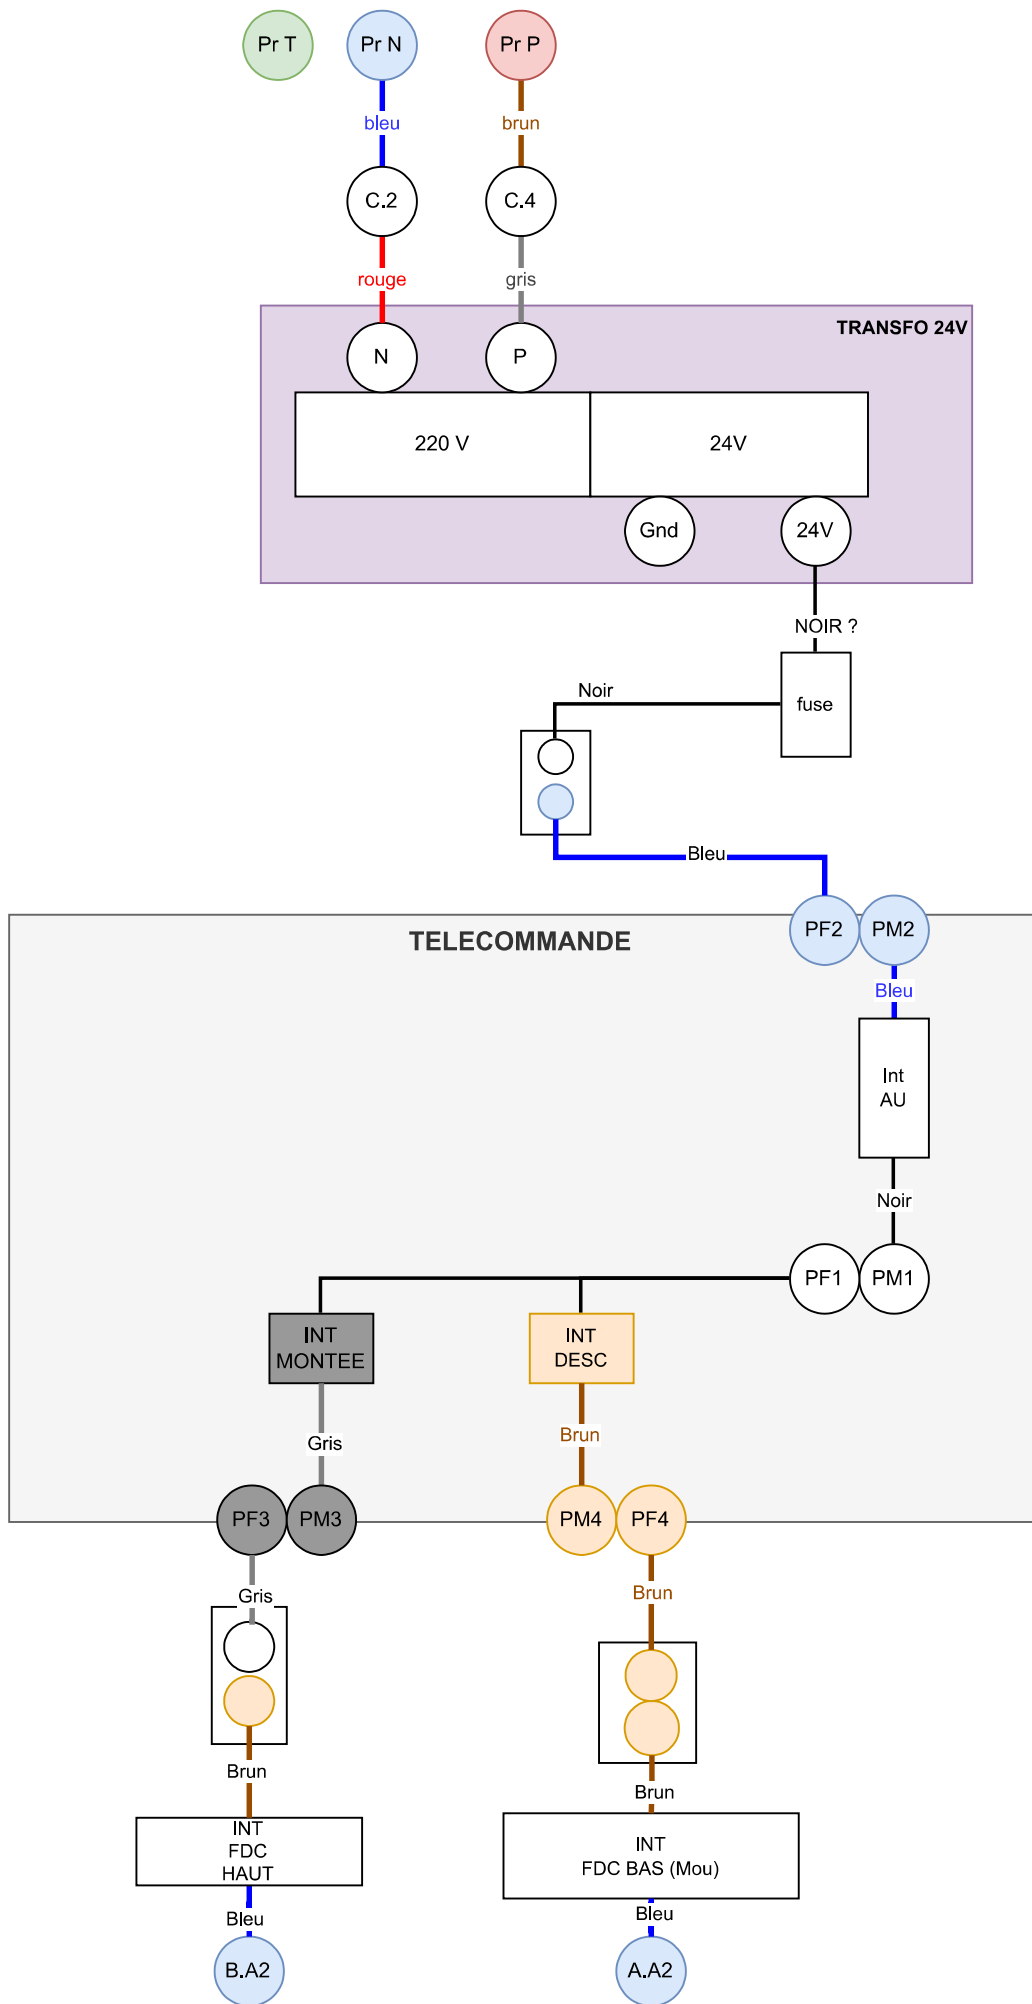 Pr T
Pr N
Pr P
bleu
brun
C.2
C.4
rouge
gris
TRANSFO 24V
N
P
220 V
24V
Gnd
24V
NOIR ?
Noir
fuse
Bleu
PF2
PM2
TELECOMMANDE
Bleu
Int
AU
Noir
PF1
PM1
INT
MONTEE
INT
DESC
Gris
Brun
PF3
PM3
PM4
PF4
Gris
Brun
Brun
Brun
INT
FDC
HAUT
INT
FDC BAS (Mou)
Bleu
Bleu
B.A2
A.A2